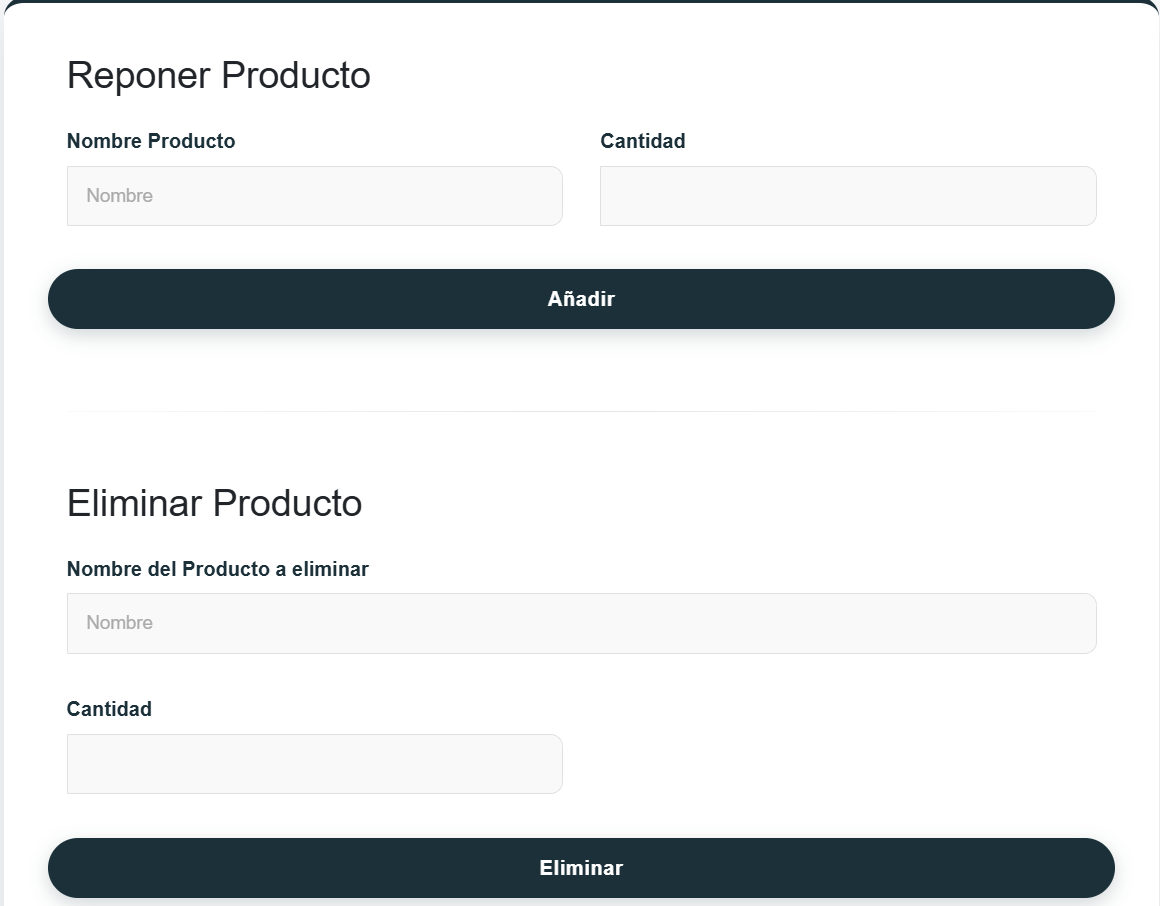 Reponer Producto
Nombre Producto
Cantidad
Nombre
Añadir
Eliminar Producto
Nombre del Producto a eliminar
Nombre
Cantidad
Eliminar